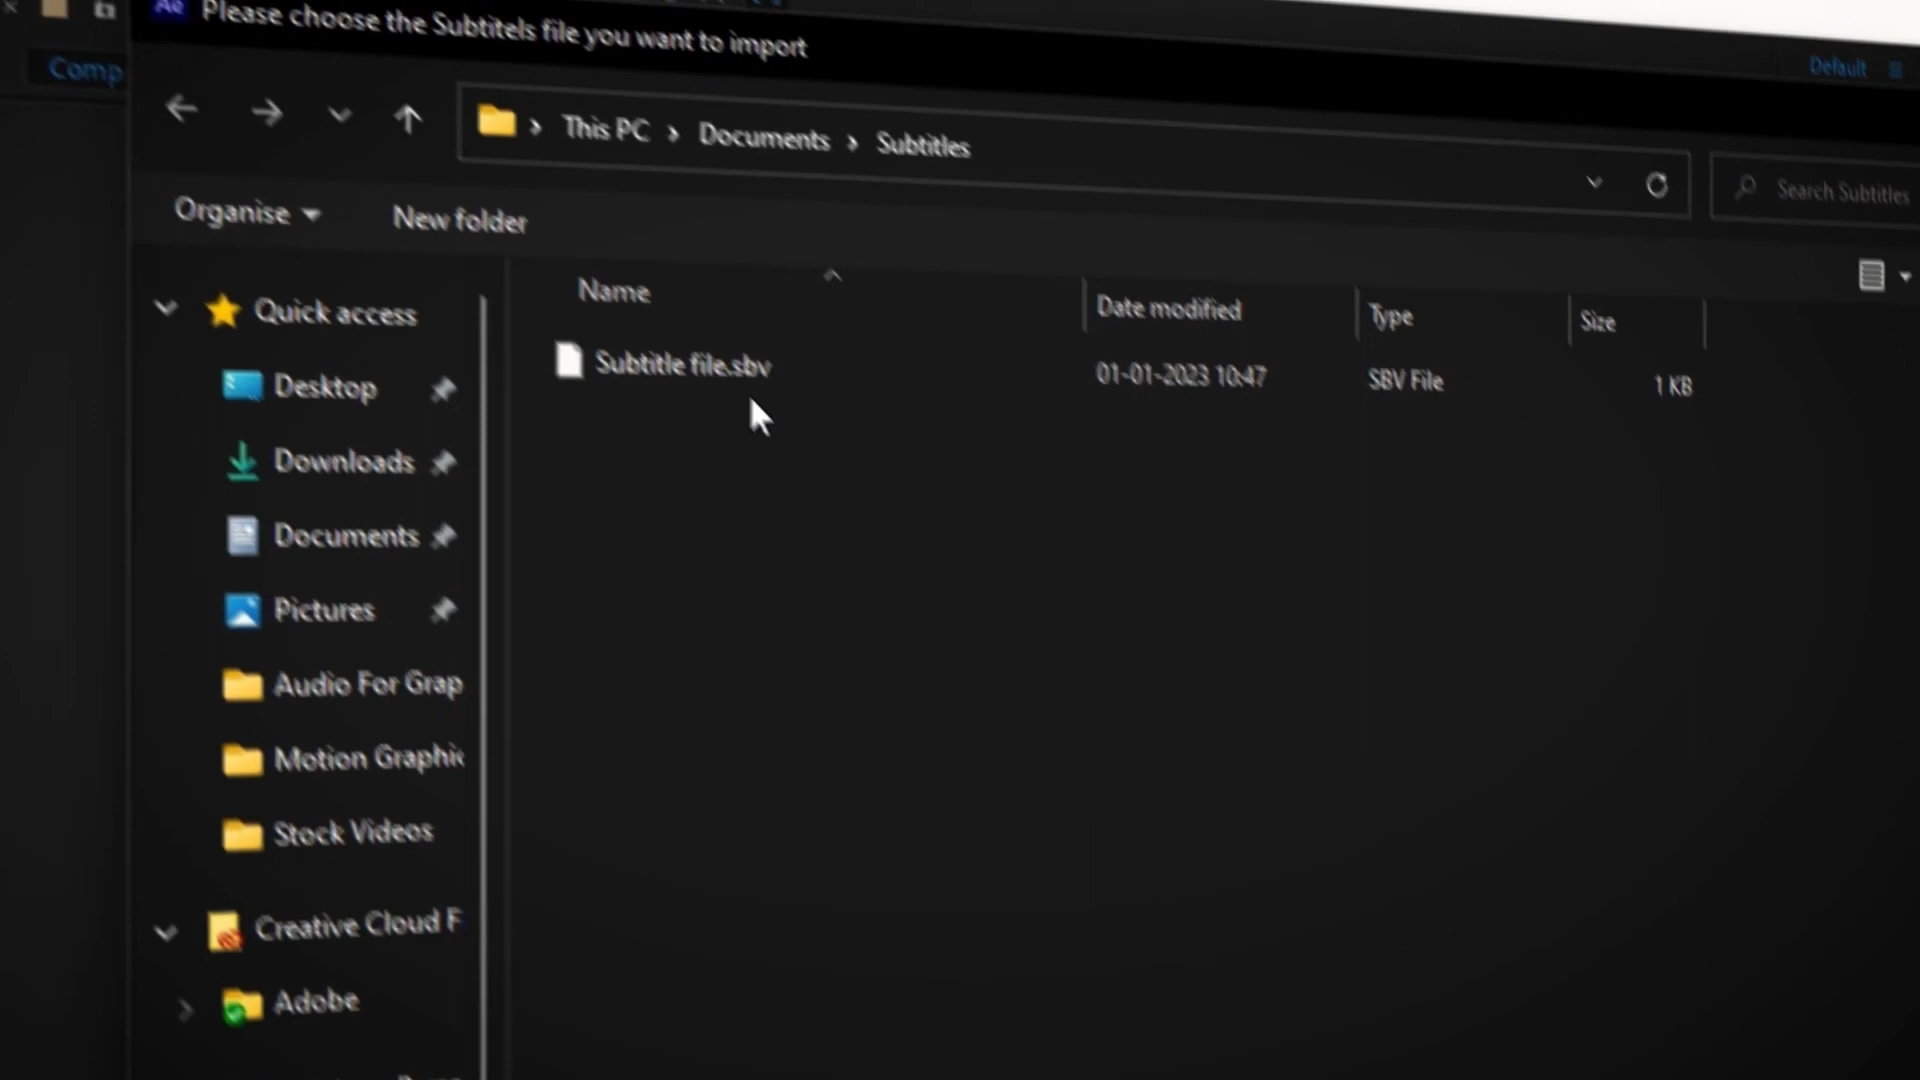 Ae Please choose the Subtitels file you want to import
Comp
Default
This PC > Documents > Subtitles
Search Subtitles
Organise
New folder
Name
Date modified
Type
Size
Subtitle file.sbv
01-01-2023 10:47
SBV File
1 KB
Quick access
Desktop
Downloads
Documents
Pictures
Audio For Grap
Motion Graphic
Stock Videos
Creative Cloud F
Adobe